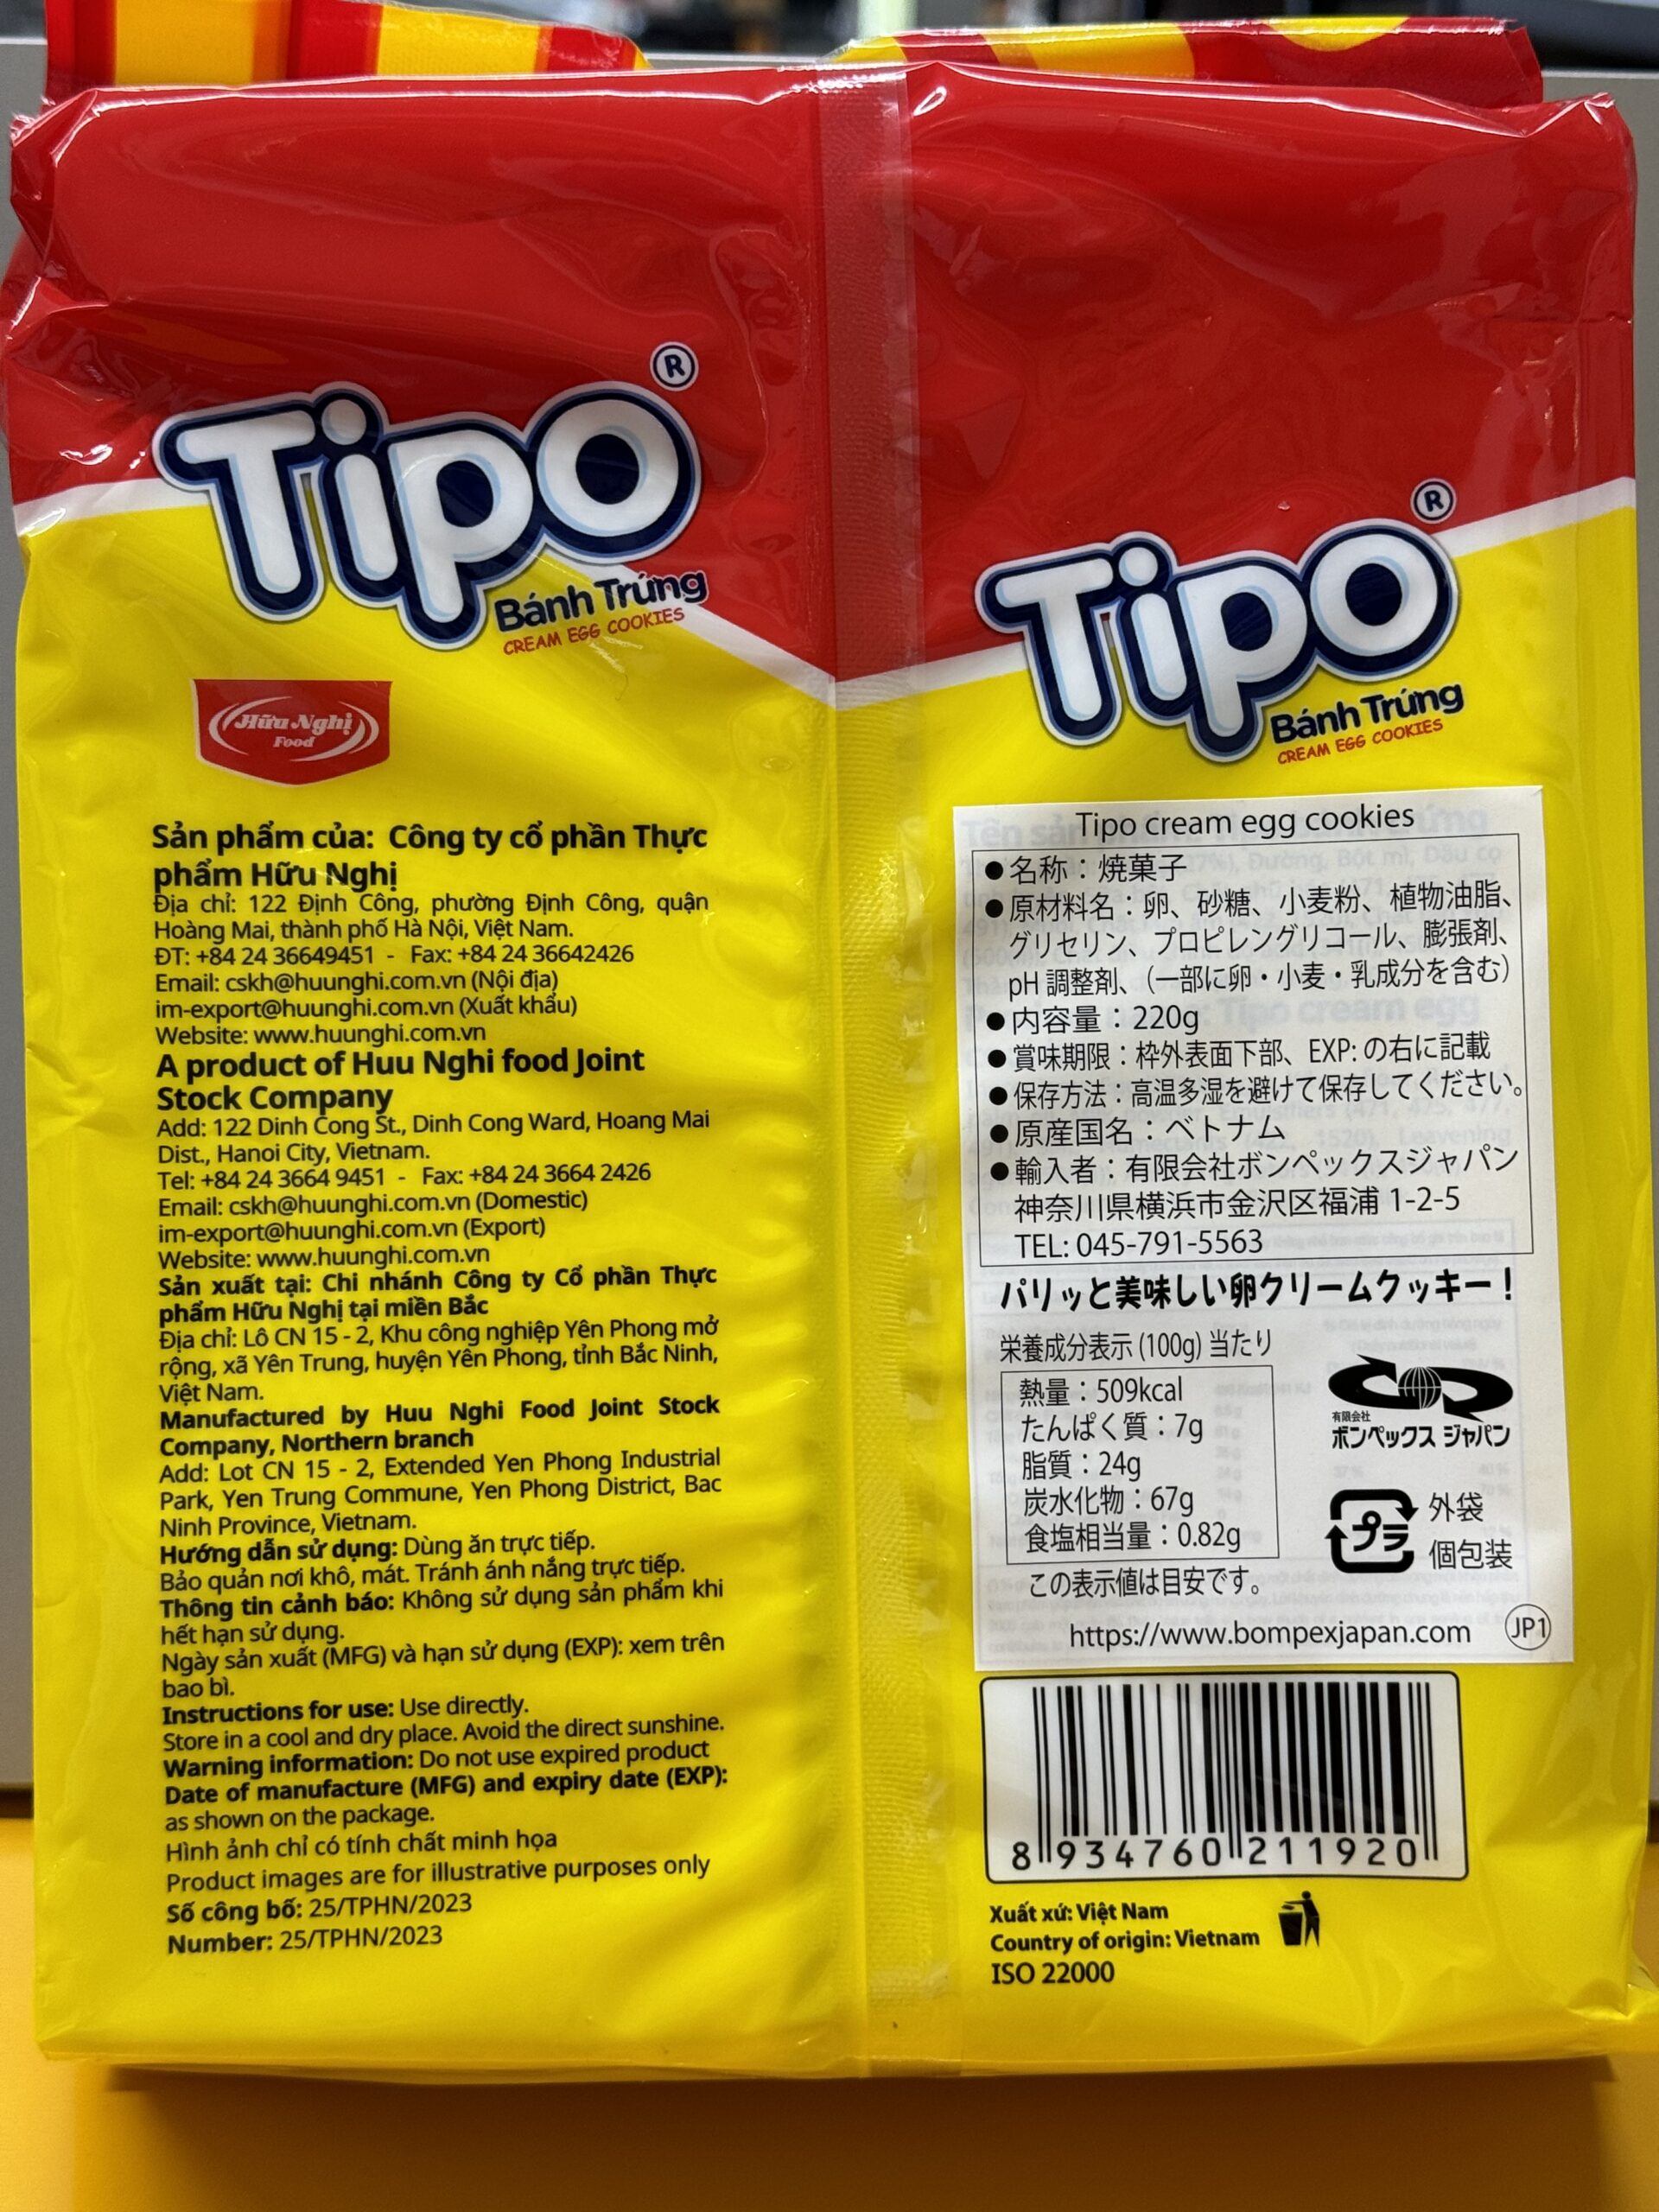 Tipo®
Bánh Trứng
CREAM EGG COOKIES
Hữu Nghị
Food
Sản phẩm của: Công ty cổ phần Thực
phẩm Hữu Nghị
Địa chỉ: 122 Định Công, phường Định Công, quận
Hoàng Mai, thành phố Hà Nội, Việt Nam.
ĐT: +84 24 36649451 - Fax: +84 24 36642426
Email: cskh@huunghi.com.vn (Nội địa)
im-export@huunghi.com.vn (Xuất khẩu)
Website: www.huunghi.com.vn
A product of Huu Nghi food Joint
Stock Company
Add: 122 Dinh Cong St., Dinh Cong Ward, Hoang Mai
Dist., Hanoi City, Vietnam.
Tel: +84 24 3664 9451 - Fax: +84 24 3664 2426
Email: cskh@huunghi.com.vn (Domestic)
im-export@huunghi.com.vn (Export)
Website: www.huunghi.com.vn
Sản xuất tại: Chi nhánh Công ty Cổ phần Thực
phẩm Hữu Nghị tại miền Bắc
Địa chỉ: Lô CN 15 - 2, Khu công nghiệp Yên Phong mở
rộng, xã Yên Trung, huyện Yên Phong, tỉnh Bắc Ninh,
Việt Nam.
Manufactured by Huu Nghi Food Joint Stock
Company, Northern branch
Add: Lot CN 15 - 2, Extended Yen Phong Industrial
Park, Yen Trung Commune, Yen Phong District, Bac
Ninh Province, Vietnam.
Hướng dẫn sử dụng: Dùng ăn trực tiếp.
Bảo quản nơi khô, mát. Tránh ánh nắng trực tiếp.
Thông tin cảnh báo: Không sử dụng sản phẩm khi
hết hạn sử dụng.
Ngày sản xuất (MFG) và hạn sử dụng (EXP): xem trên
bao bì.
Instructions for use: Use directly.
Store in a cool and dry place. Avoid the direct sunshine.
Warning information: Do not use expired product
Date of manufacture (MFG) and expiry date (EXP):
as shown on the package.
Hình ảnh chỉ có tính chất minh họa
Product images are for illustrative purposes only
Số công bố: 25/TPHN/2023
Number: 25/TPHN/2023
Tipo®
Bánh Trứng
CREAM EGG COOKIES
Tipo cream egg cookies
●名称：焼菓子
●原材料名：卵、砂糖、小麦粉、植物油脂、
グリセリン、プロピレングリコール、膨張剤、
pH 調整剤、（一部に卵・小麦・乳成分を含む）
●内容量：220g
●賞味期限：枠外表面下部、EXP: の右に記載
●保存方法：高温多湿を避けて保存してください。
●原産国名：ベトナム
●輸入者：有限会社ボンペックスジャパン
神奈川県横浜市金沢区福浦 1-2-5
TEL: 045-791-5563
パリッと美味しい卵クリームクッキー！
栄養成分表示 (100g) 当たり
熱量：509kcal
たんぱく質：7g
脂質：24g
炭水化物：67g
食塩相当量：0.82g
この表示値は目安です。
有限会社
ボンペックス ジャパン
プラ
外袋
個包装
https://www.bompexjapan.com
JP1
8 934760 211920
Xuất xứ: Việt Nam
Country of origin: Vietnam
ISO 22000